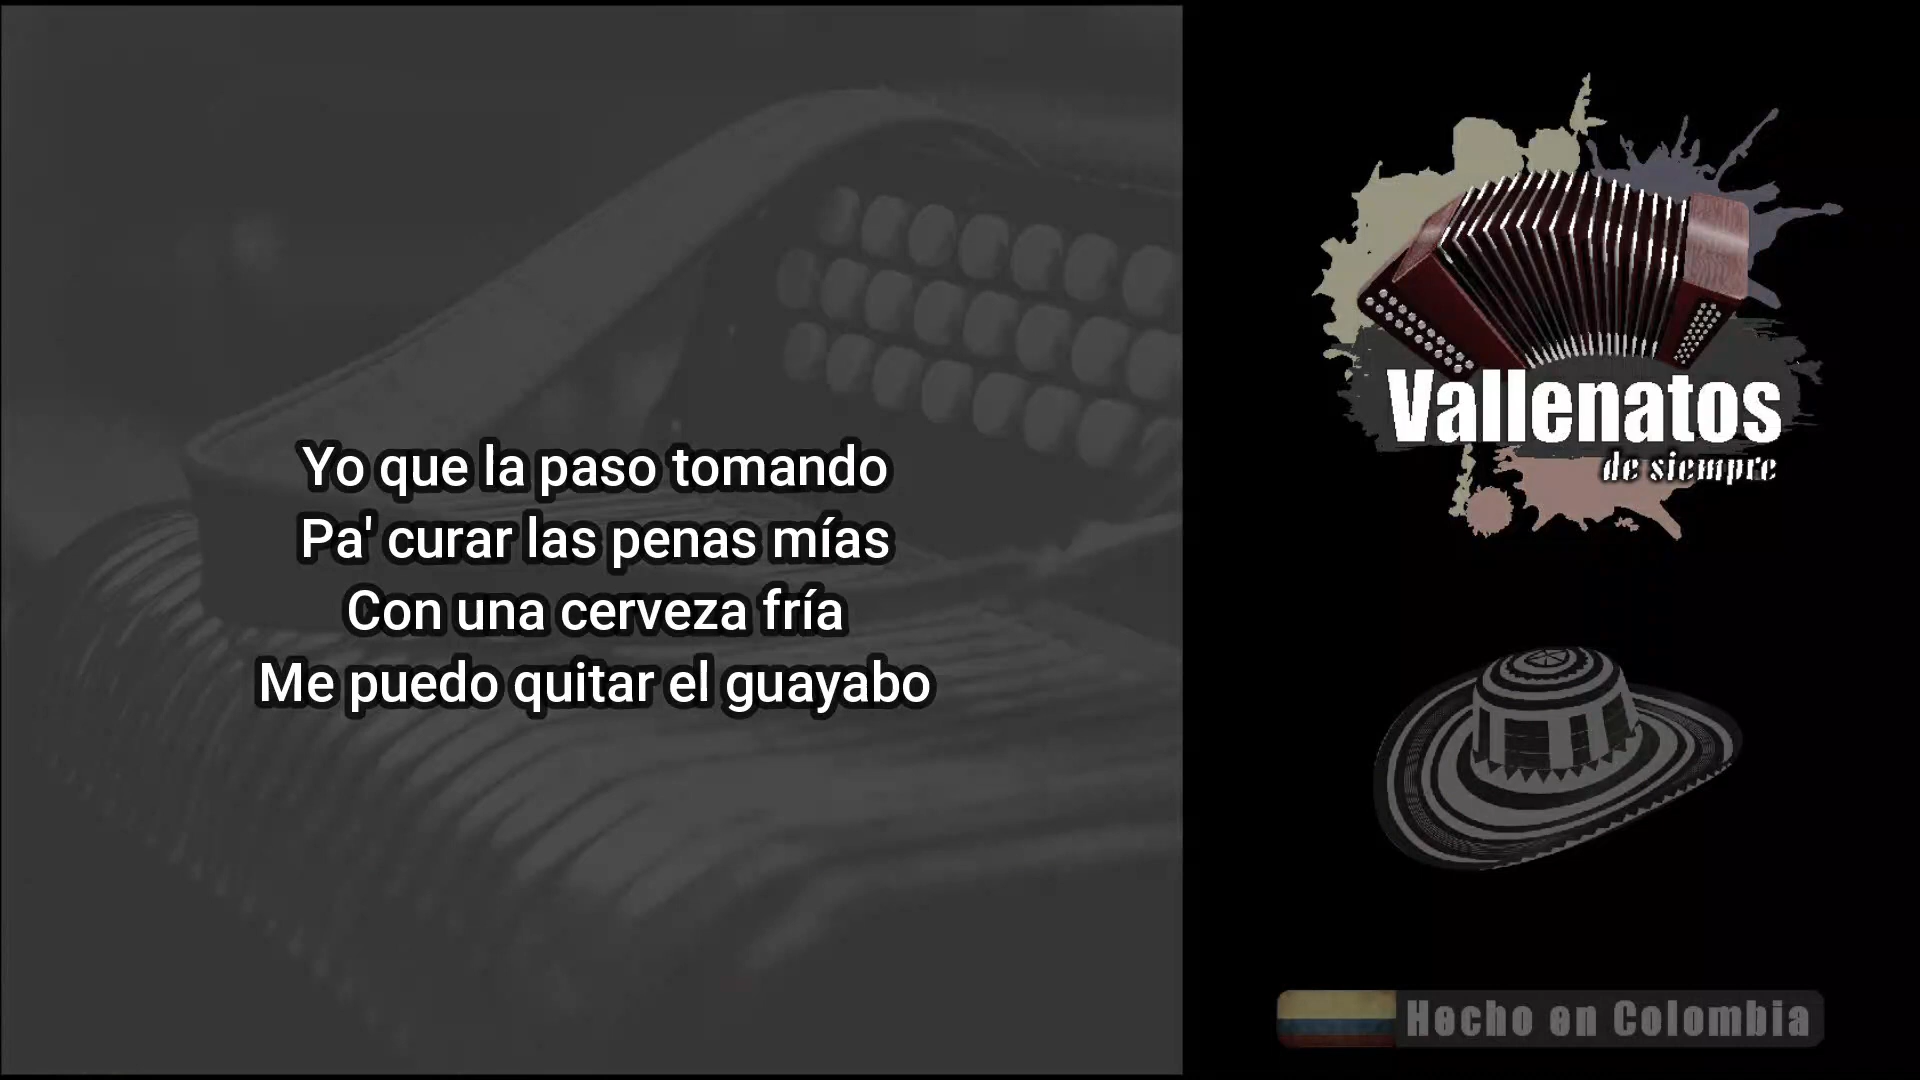 Yo que la paso tomando
Pa' curar las penas mías
Con una cerveza fría
Me puedo quitar el guayabo
Vallenatos
de siempre
Hecho en Colombia